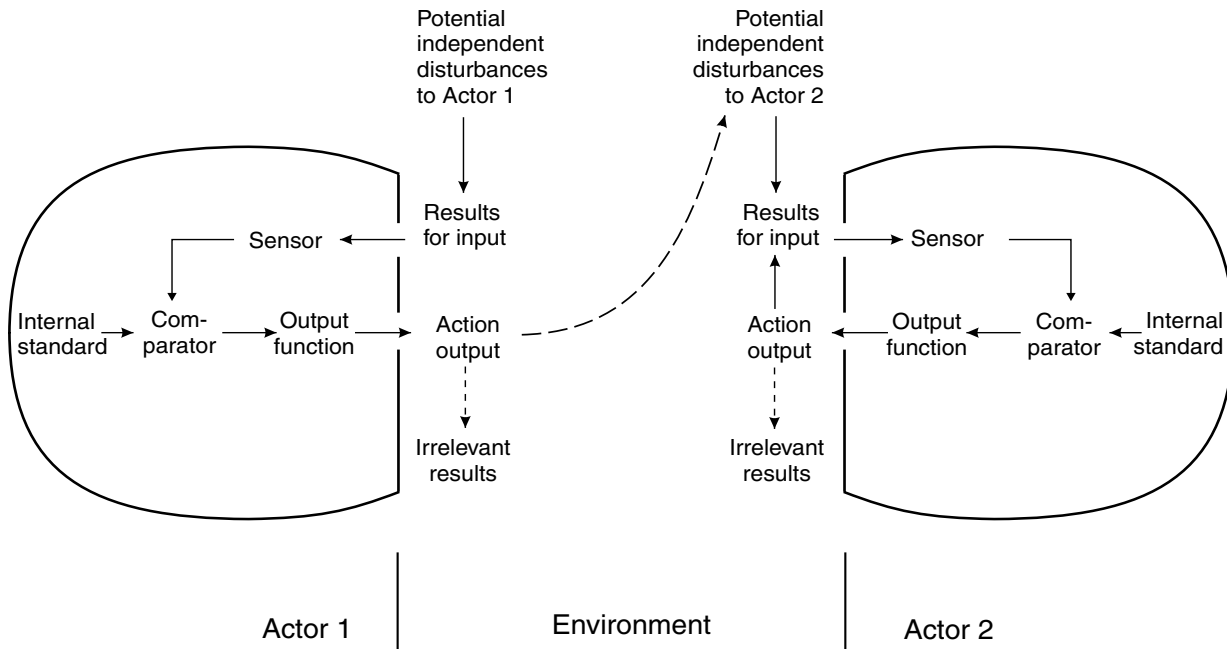 Potential
independent
disturbances
to Actor 1
Potential
independent
disturbances
to Actor 2
Results
for input
Sensor
Internal
standard
Com-
parator
Output
function
Action
output
Irrelevant
results
Results
for input
Sensor
Action
output
Output
function
Com-
parator
Internal
standard
Irrelevant
results
Actor 1
Environment
Actor 2